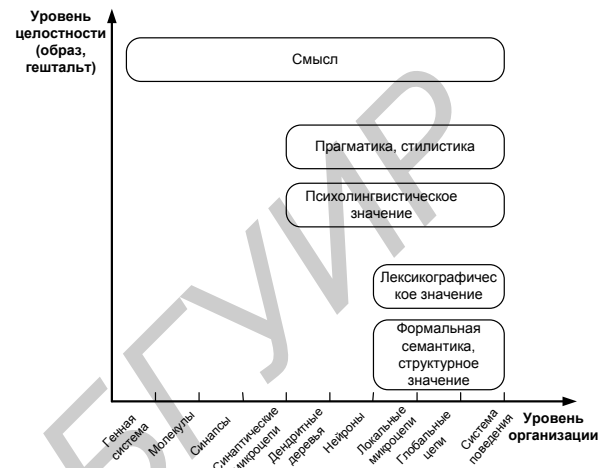 Уровень
целостности
(образ,
гештальт)
Смысл
Прагматика, стилистика
Психолингвистическое
значение
Лексикографичес
кое значение
Формальная
семантика,
структурное
значение
Генная
система
Молекулы
Синапсы
Синаптические
микроцепи
Дендритные
деревья
Нейроны
Локальные
микроцепи
Глобальные
цепи
Система
поведения
Уровень
организации
БГУИР